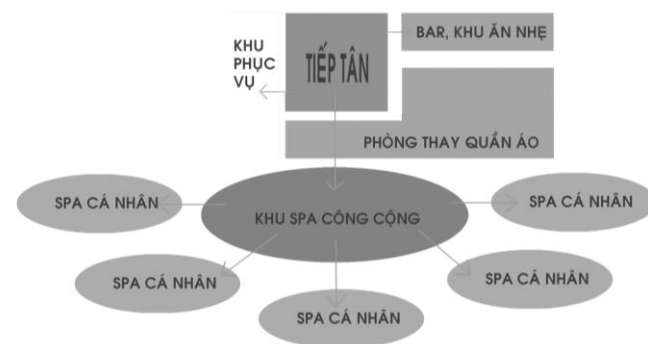 BAR, KHU ĂN NHẸ
KHU
PHỤC
VỤ
TIẾP TÂN
PHÒNG THAY QUẦN ÁO
SPA CÁ NHÂN
SPA CÁ NHÂN
KHU SPA CÔNG CỘNG
SPA CÁ NHÂN
SPA CÁ NHÂN
SPA CÁ NHÂN